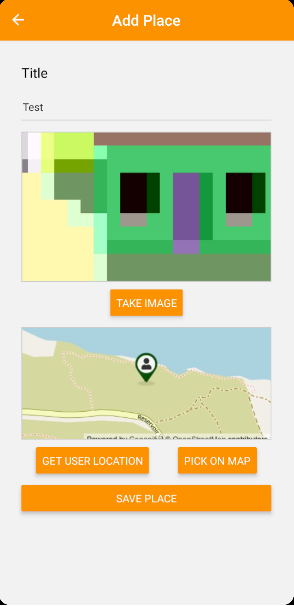 Add Place
Title
Test
TAKE IMAGE
Reservoir
Powered by Geoapify | © OpenStreetMap contributors
GET USER LOCATION
PICK ON MAP
SAVE PLACE